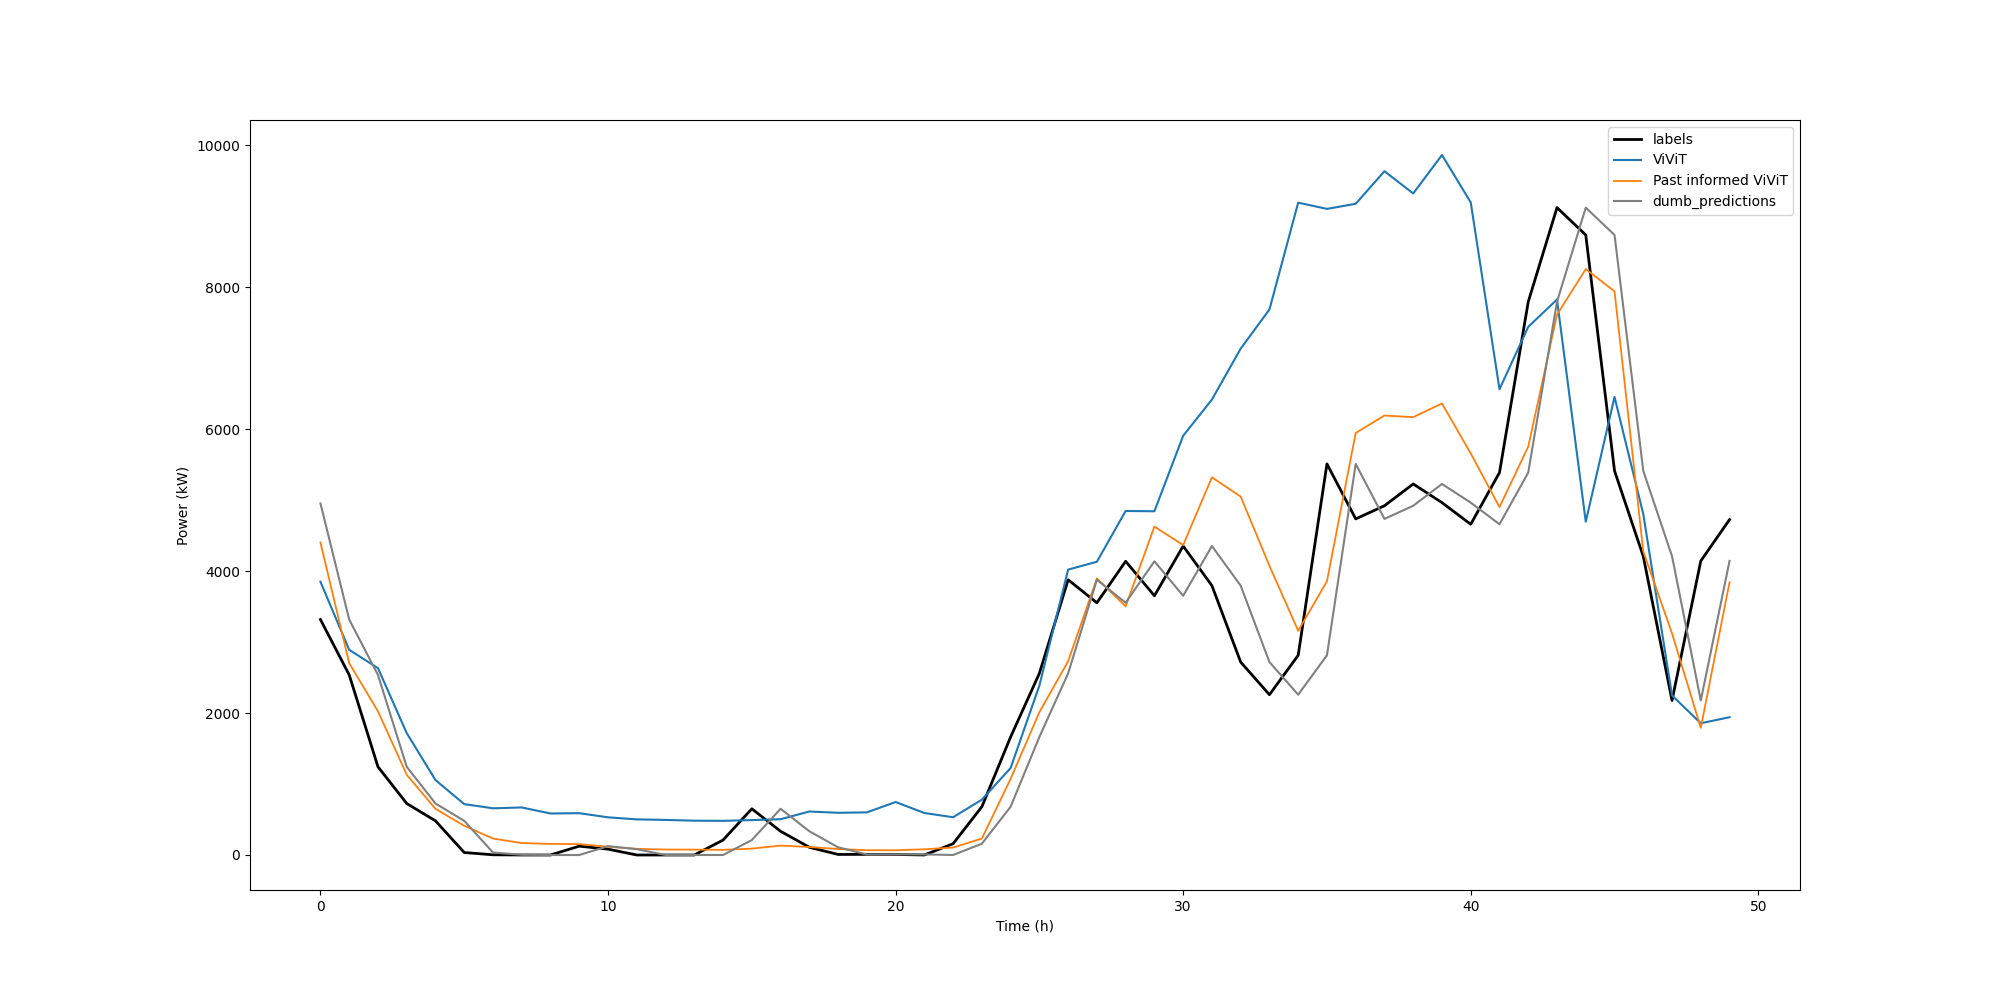 10000
8000
6000
4000
2000
0
Power (kW)
labels
ViViT
Past informed ViViT
dumb_predictions
0 10 20 30 40 50
Time (h)